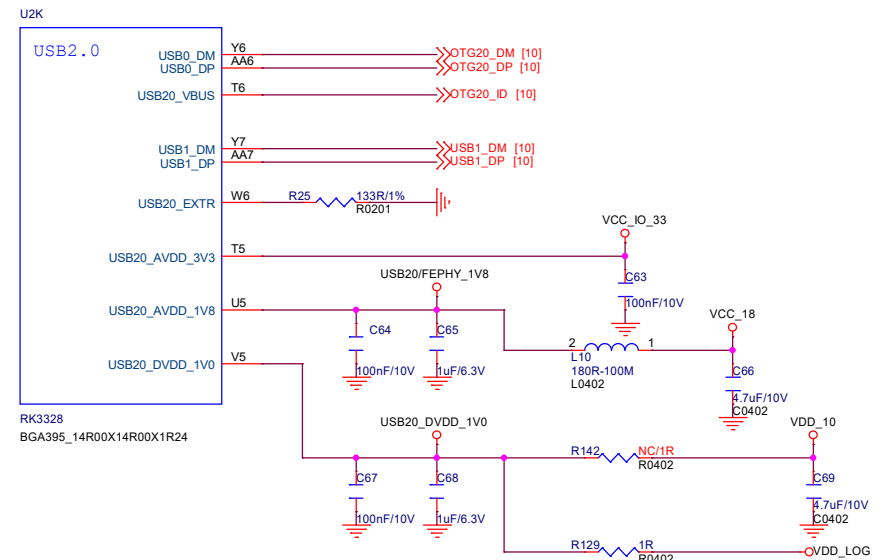 U2K
USB2.0
USB0_DM Y6 OTG20_DM [10]
USB0_DP AA6 OTG20_DP [10]
USB20_VBUS T6 OTG20_ID [10]
USB1_DM Y7 USB1_DM [10]
USB1_DP AA7 USB1_DP [10]
USB20_EXTR W6 R25 133R/1%
R0201
VCC_IO_33
USB20_AVDD_3V3 T5
USB20/FEPHY_1V8 C63
100nF/10V
VCC_18
USB20_AVDD_1V8 U5
C64 C65
2 1
L10
180R-100M
L0402
100nF/10V 1uF/6.3V
C66
4.7uF/10V
C0402
USB20_DVDD_1V0 V5
RK3328
BGA395_14R00X14R00X1R24
USB20_DVDD_1V0 VDD_10
R142 NC/1R
R0402
C67 C68 C69
100nF/10V 1uF/6.3V 4.7uF/10V
C0402
R129 1R VDD_LOG
R0402